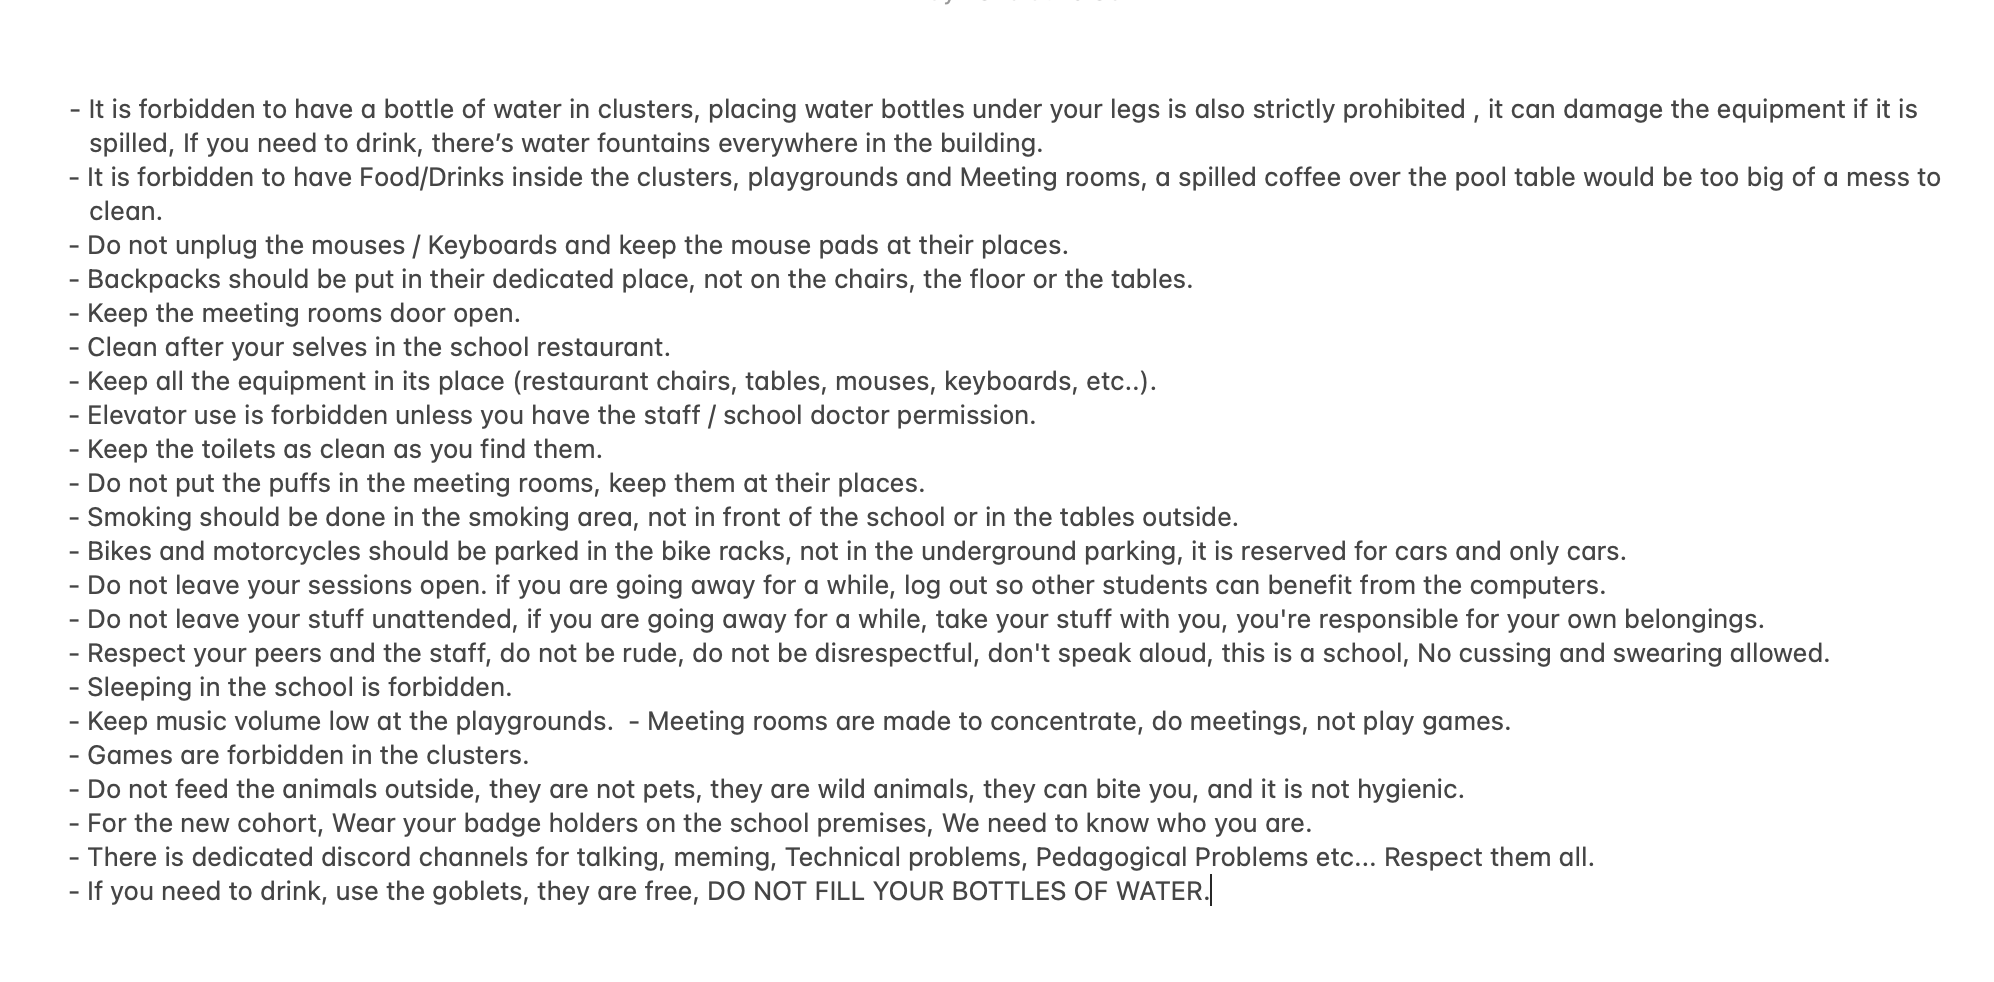 - It is forbidden to have a bottle of water in clusters, placing water bottles under your legs is also strictly prohibited , it can damage the equipment if it is
spilled, If you need to drink, there’s water fountains everywhere in the building.
- It is forbidden to have Food/Drinks inside the clusters, playgrounds and Meeting rooms, a spilled coffee over the pool table would be too big of a mess to
clean.
- Do not unplug the mouses / Keyboards and keep the mouse pads at their places.
- Backpacks should be put in their dedicated place, not on the chairs, the floor or the tables.
- Keep the meeting rooms door open.
- Clean after your selves in the school restaurant.
- Keep all the equipment in its place (restaurant chairs, tables, mouses, keyboards, etc..).
- Elevator use is forbidden unless you have the staff / school doctor permission.
- Keep the toilets as clean as you find them.
- Do not put the puffs in the meeting rooms, keep them at their places.
- Smoking should be done in the smoking area, not in front of the school or in the tables outside.
- Bikes and motorcycles should be parked in the bike racks, not in the underground parking, it is reserved for cars and only cars.
- Do not leave your sessions open. if you are going away for a while, log out so other students can benefit from the computers.
- Do not leave your stuff unattended, if you are going away for a while, take your stuff with you, you're responsible for your own belongings.
- Respect your peers and the staff, do not be rude, do not be disrespectful, don't speak aloud, this is a school, No cussing and swearing allowed.
- Sleeping in the school is forbidden.
- Keep music volume low at the playgrounds.  - Meeting rooms are made to concentrate, do meetings, not play games.
- Games are forbidden in the clusters.
- Do not feed the animals outside, they are not pets, they are wild animals, they can bite you, and it is not hygienic.
- For the new cohort, Wear your badge holders on the school premises, We need to know who you are.
- There is dedicated discord channels for talking, meming, Technical problems, Pedagogical Problems etc... Respect them all.
- If you need to drink, use the goblets, they are free, DO NOT FILL YOUR BOTTLES OF WATER.